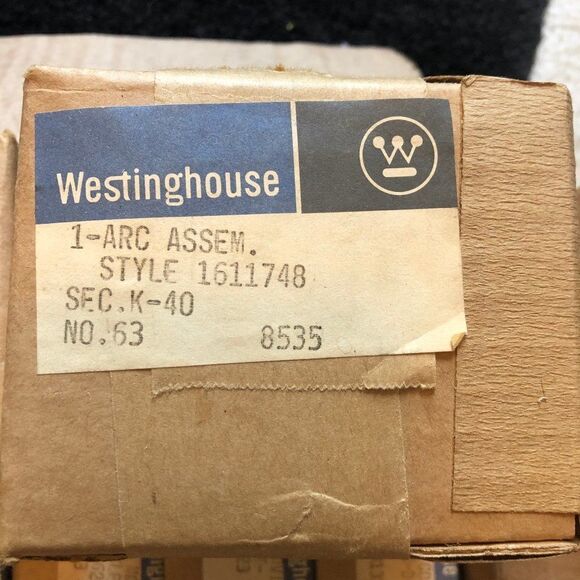 Westinghouse
W
1-ARC ASSEM.
STYLE 1611748
SEC.K-40
NO.63 8535